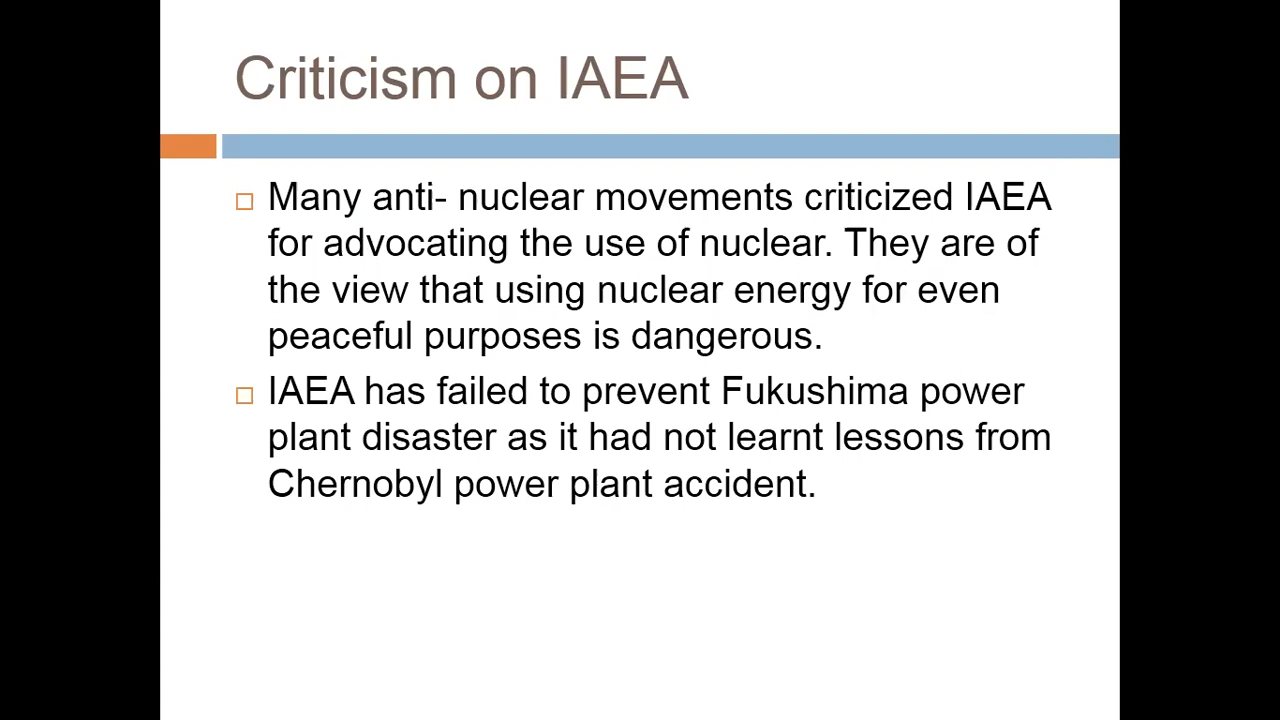 Criticism on IAEA
Many anti- nuclear movements criticized IAEA
for advocating the use of nuclear. They are of
the view that using nuclear energy for even
peaceful purposes is dangerous.
IAEA has failed to prevent Fukushima power
plant disaster as it had not learnt lessons from
Chernobyl power plant accident.